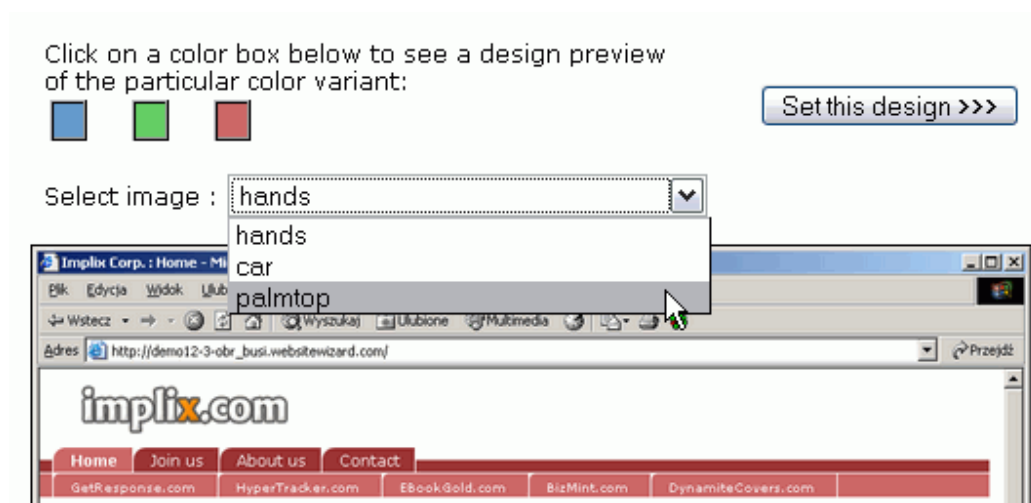 Click on a color box below to see a design preview
of the particular color variant:
Set this design >>>
Select image : hands
hands
car
palmtop
Implix Corp. : Home - Mi
Plik Edycja Widok Ulub
Wstecz Wyszukaj Ulubione Multimedia
Adres http://demo12-3-obr_busi.websitewizard.com/ Przejdź
implix.com
Home Join us About us Contact
GetResponse.com HyperTracker.com EBookGold.com BizMint.com DynamiteCovers.com